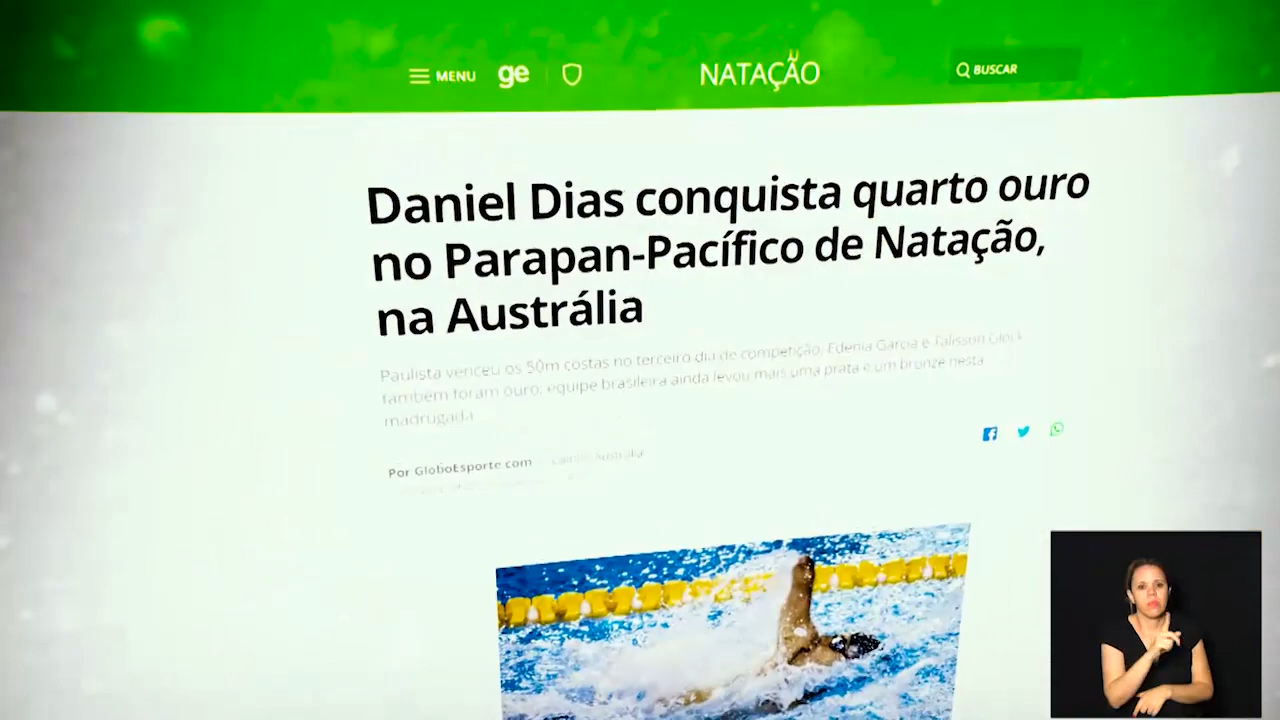 MENU
ge
NATAÇÃO
BUSCAR
Daniel Dias conquista quarto ouro
no Parapan-Pacífico de Natação,
na Austrália
Paulista venceu os 50m costas no terceiro dia de competição; Edenia Garcia e Talisson Glock
também foram ouro; equipe brasileira ainda levou mais uma prata e um bronze nesta
madrugada
Por GloboEsporte.com — Cairns, Austrália